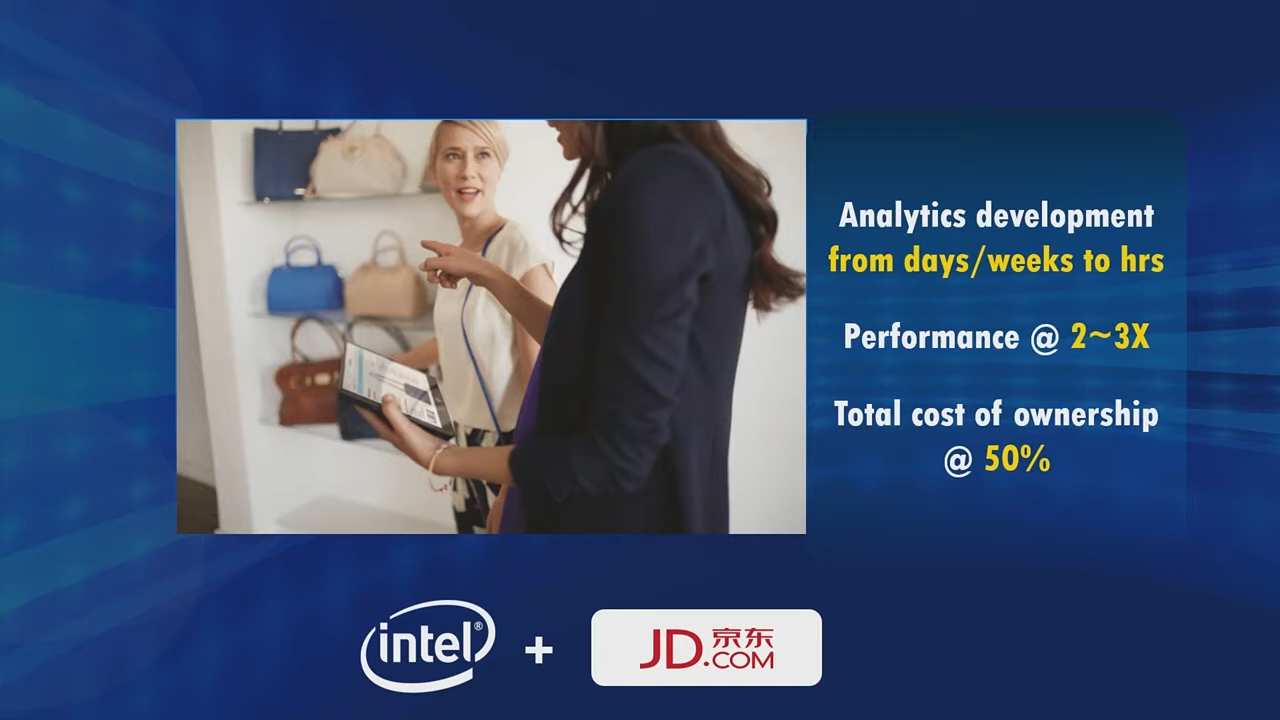 Analytics development
from days/weeks to hrs
Performance @ 2~3X
Total cost of ownership
@ 50%
intel® + JD.京东
.COM